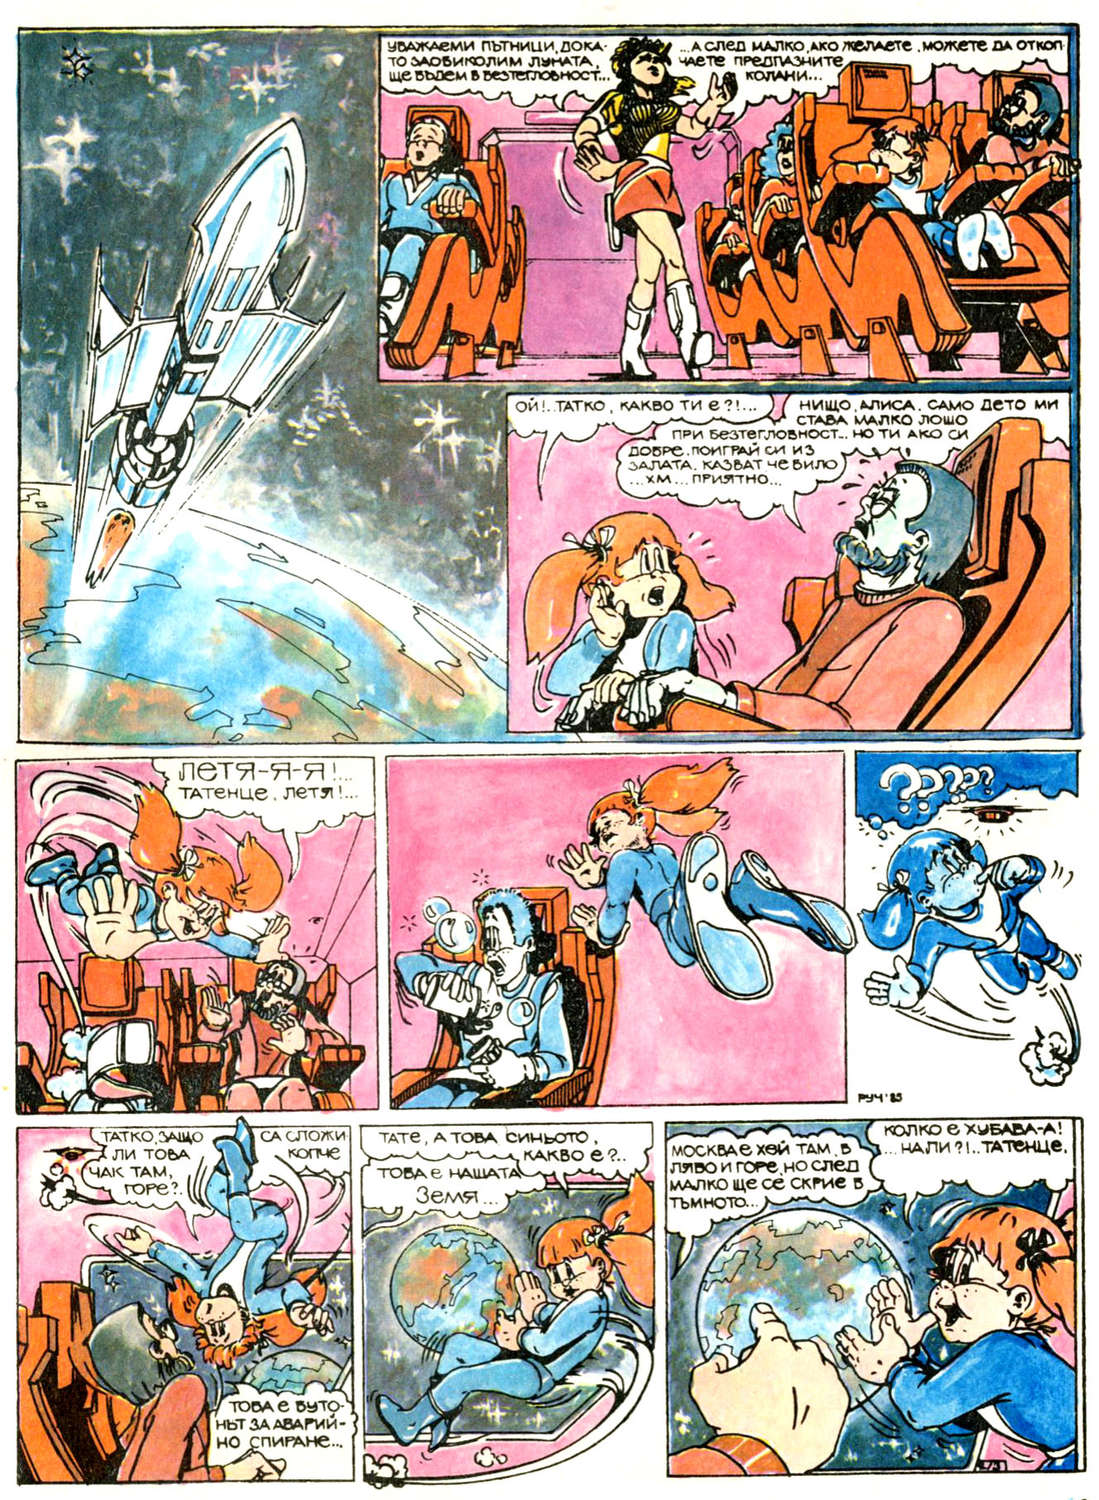 УВАЖАЕМИ ПЪТНИЦИ, ДОКА-
ТО ЗАОБИКОЛИМ ЛУНАТА,
ЩЕ БЪДЕМ В БЕЗТЕГЛОВНОСТ...
...А СЛЕД МАЛКО, АКО ЖЕЛАЕТЕ, МОЖЕТЕ ДА ОТКОП-
ЧАЕТЕ ПРЕДПАЗНИТЕ
КОЛАНИ...
ОЙ!.. ТАТКО, КАКВО ТИ Е?!...
НИЩО, АЛИСА. САМО ДЕТО МИ
СТАВА МАЛКО ЛОШО
ПРИ БЕЗТЕГЛОВНОСТ... НО ТИ АКО СИ
ДОБРЕ, ПОИГРАЙ СИ ИЗ
ЗАЛАТА. КАЗВАТ ЧЕ БИЛО
...ХМ... ПРИЯТНО...
ЛЕТЯ-Я-Я!...
ТАТЕНЦЕ, ЛЕТЯ!...
?????
РУЧ '85
ТАТКО, ЗАЩО
ЛИ ТОВА
ЧАК ТАМ,
ГОРЕ?.
СА СЛОЖИЛИ
КОПЧЕ
ТОВА Е БУТО-
НЪТ ЗА АВАРИЙ-
НО СПИРАНЕ...
ТАТЕ, А ТОВА СИНЬОТО,
КАКВО Е?..
ТОВА Е НАШАТА
ЗЕМЯ...
МОСКВА Е ХЕЙ ТАМ, В
ЛЯВО И ГОРЕ, НО СЛЕД
МАЛКО ЩЕ СЕ СКРИЕ В
ТЪМНОТО...
КОЛКО Е ХУБАВА-А!
...НАЛИ?!.. ТАТЕНЦЕ.